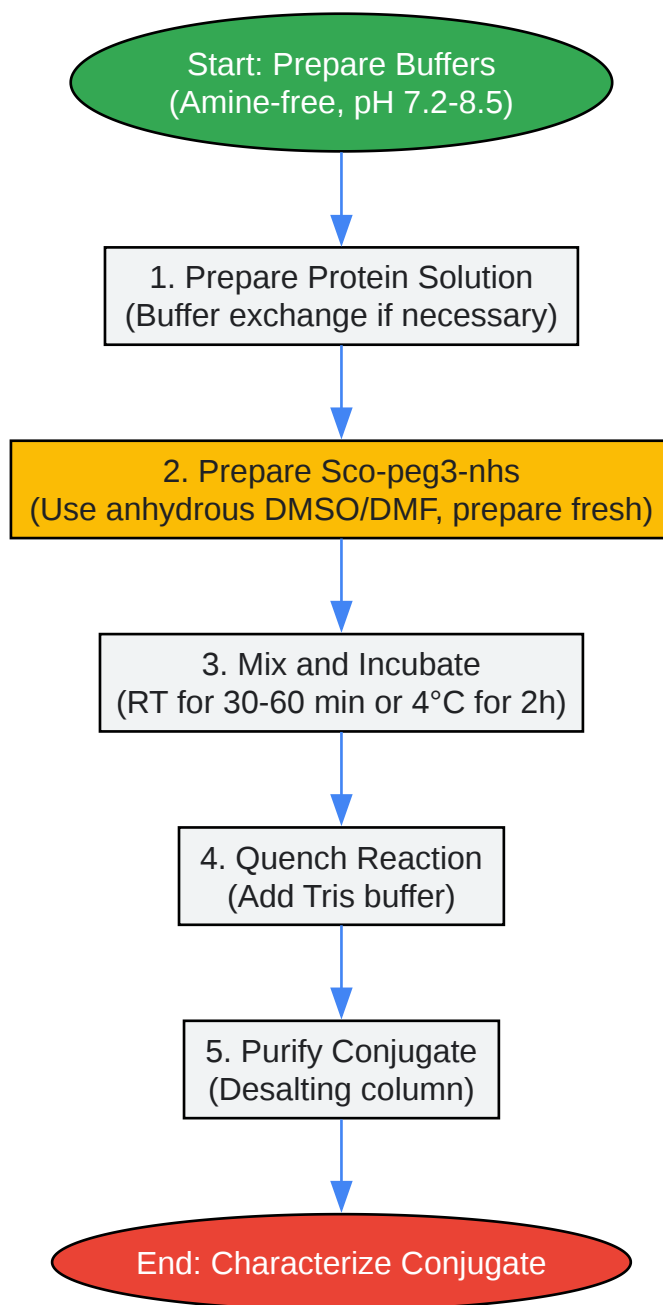 Start: Prepare Buffers
(Amine-free, pH 7.2-8.5)
1. Prepare Protein Solution
(Buffer exchange if necessary)
2. Prepare Sco-peg3-nhs
(Use anhydrous DMSO/DMF, prepare fresh)
3. Mix and Incubate
(RT for 30-60 min or 4°C for 2h)
4. Quench Reaction
(Add Tris buffer)
5. Purify Conjugate
(Desalting column)
End: Characterize Conjugate